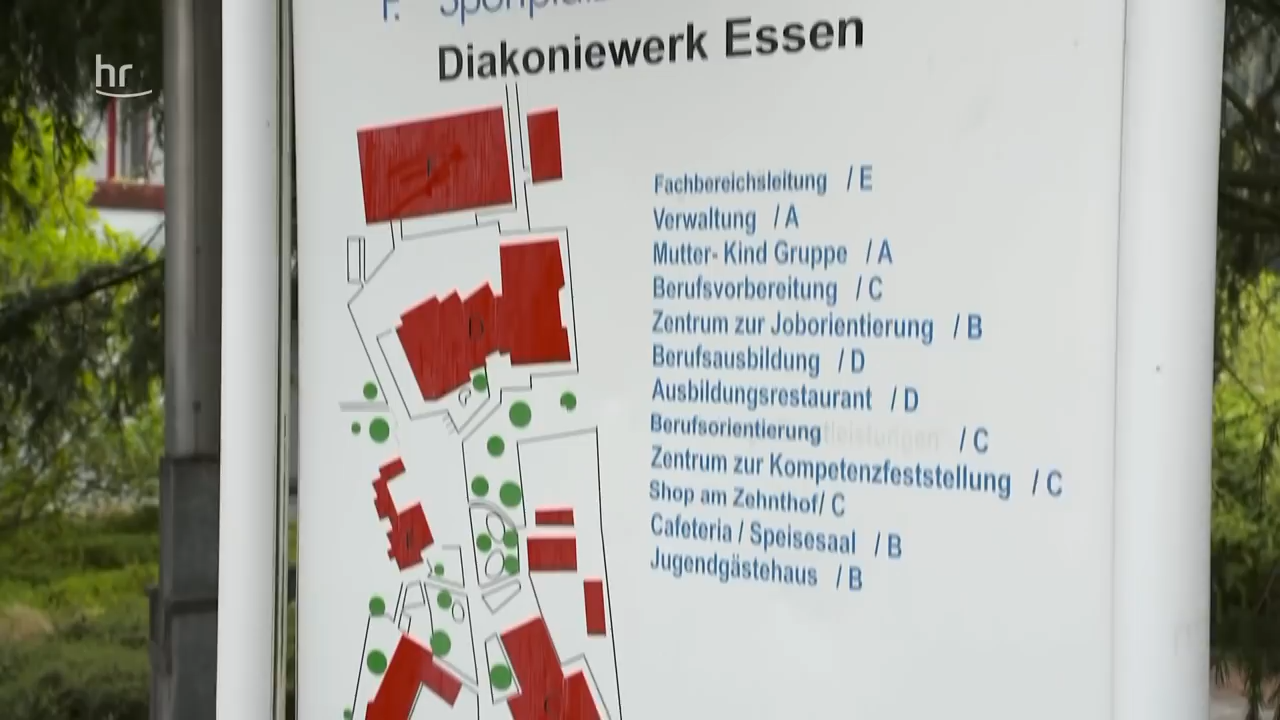 F. Sportplatz
Diakoniewerk Essen
hr
Fachbereichsleitung / E
Verwaltung / A
Mutter- Kind Gruppe / A
Berufsvorbereitung / C
Zentrum zur Joborientierung / B
Berufsausbildung / D
Ausbildungsrestaurant / D
Berufsorientierung / C
Zentrum zur Kompetenzfeststellung / C
Shop am Zehnthof/ C
Cafeteria / Speisesaal / B
Jugendgästehaus / B
D
E